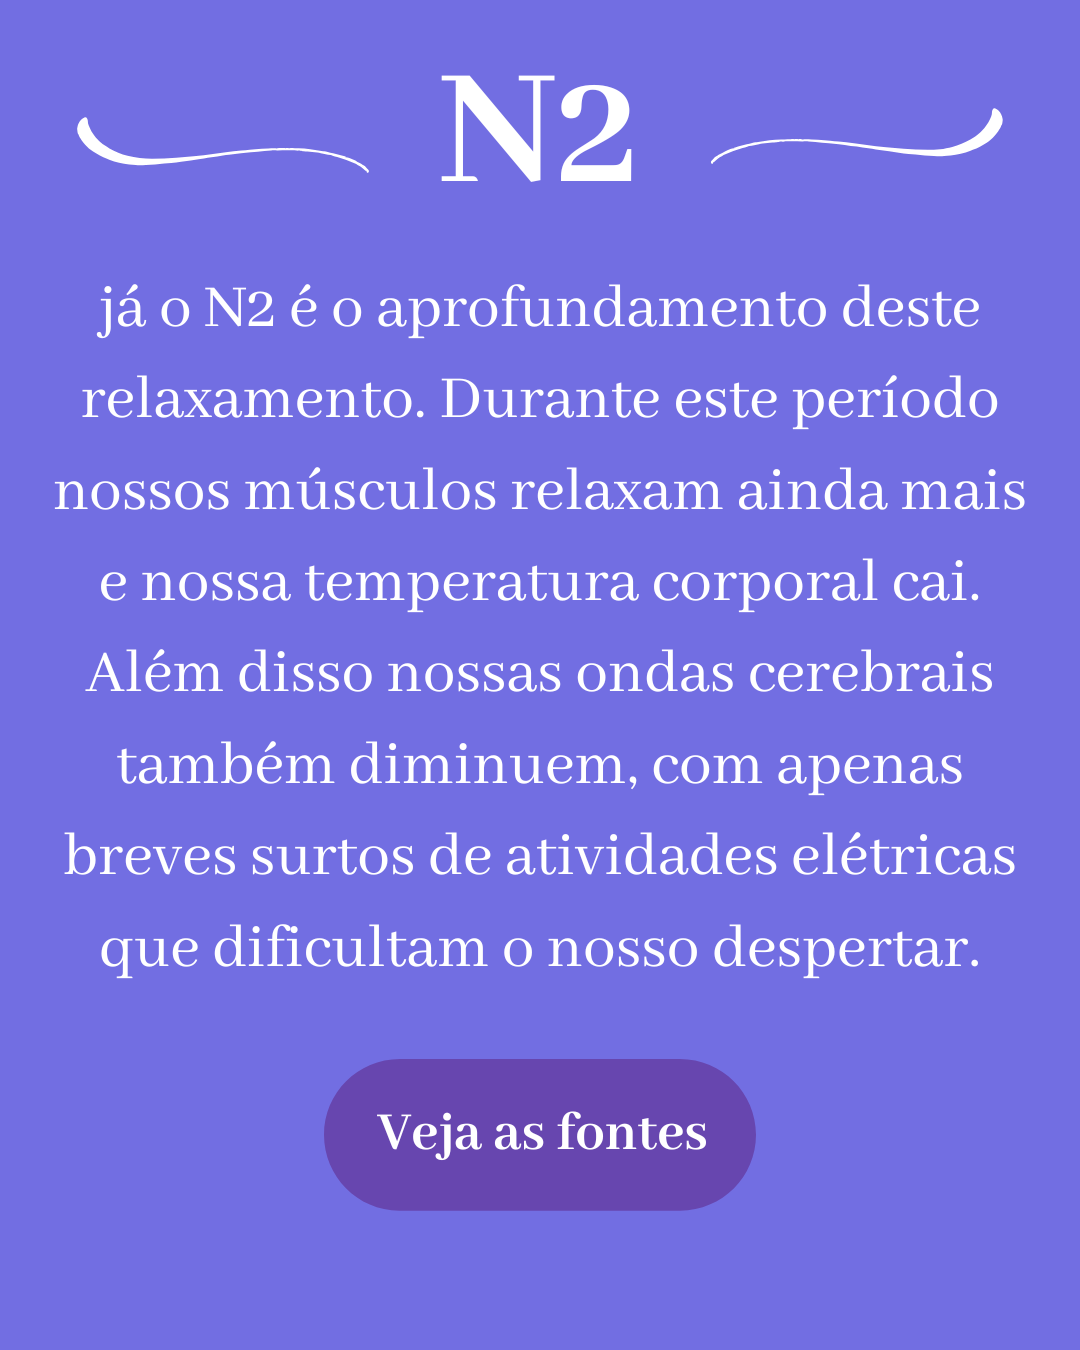 N2
já o N2 é o aprofundamento deste
relaxamento. Durante este período
nossos músculos relaxam ainda mais
e nossa temperatura corporal cai.
Além disso nossas ondas cerebrais
também diminuem, com apenas
breves surtos de atividades elétricas
que dificultam o nosso despertar.
Veja as fontes